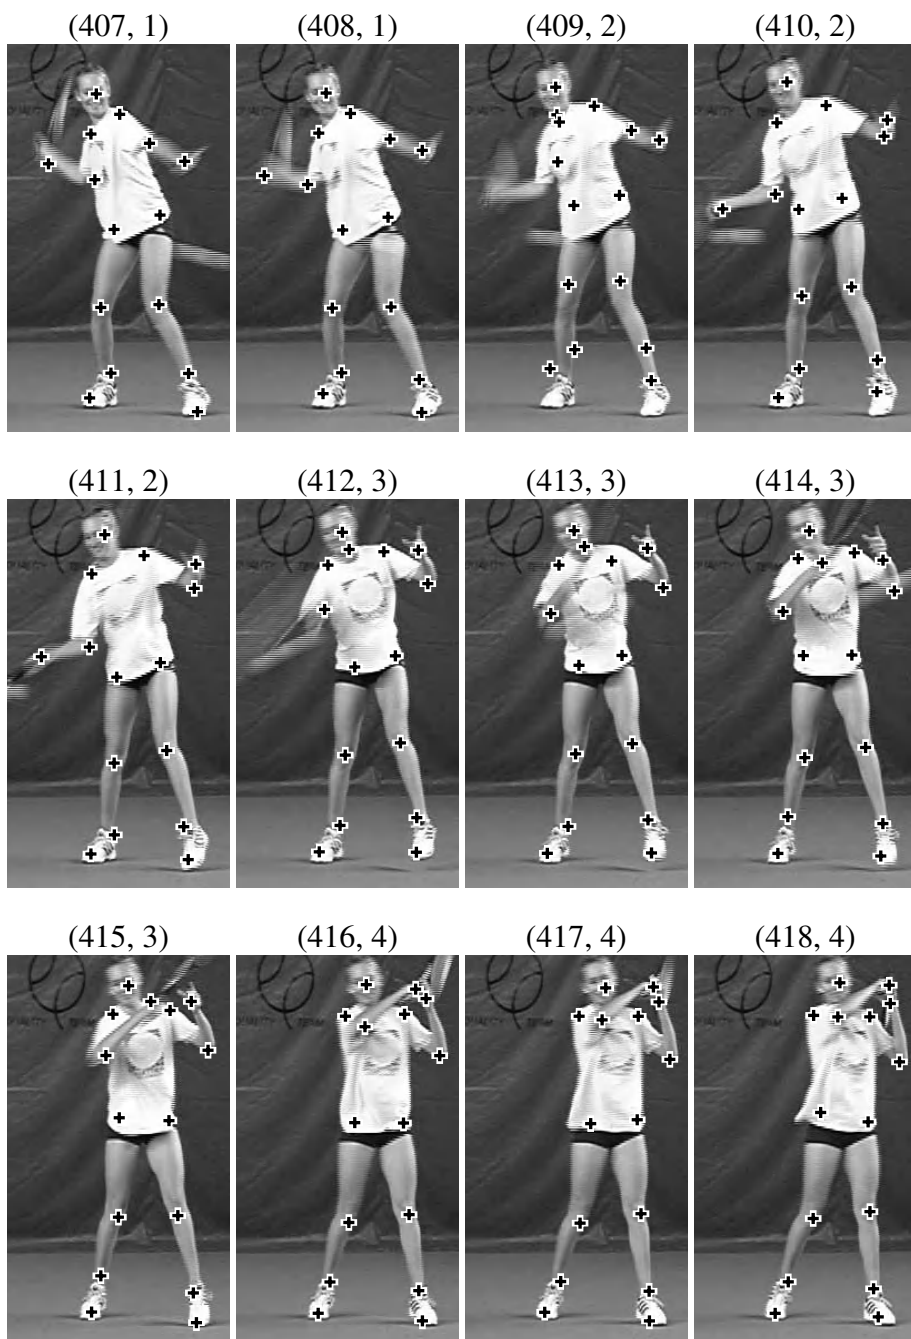 (407, 1) (408, 1) (409, 2) (410, 2)
(411, 2) (412, 3) (413, 3) (414, 3)
(415, 3) (416, 4) (417, 4) (418, 4)